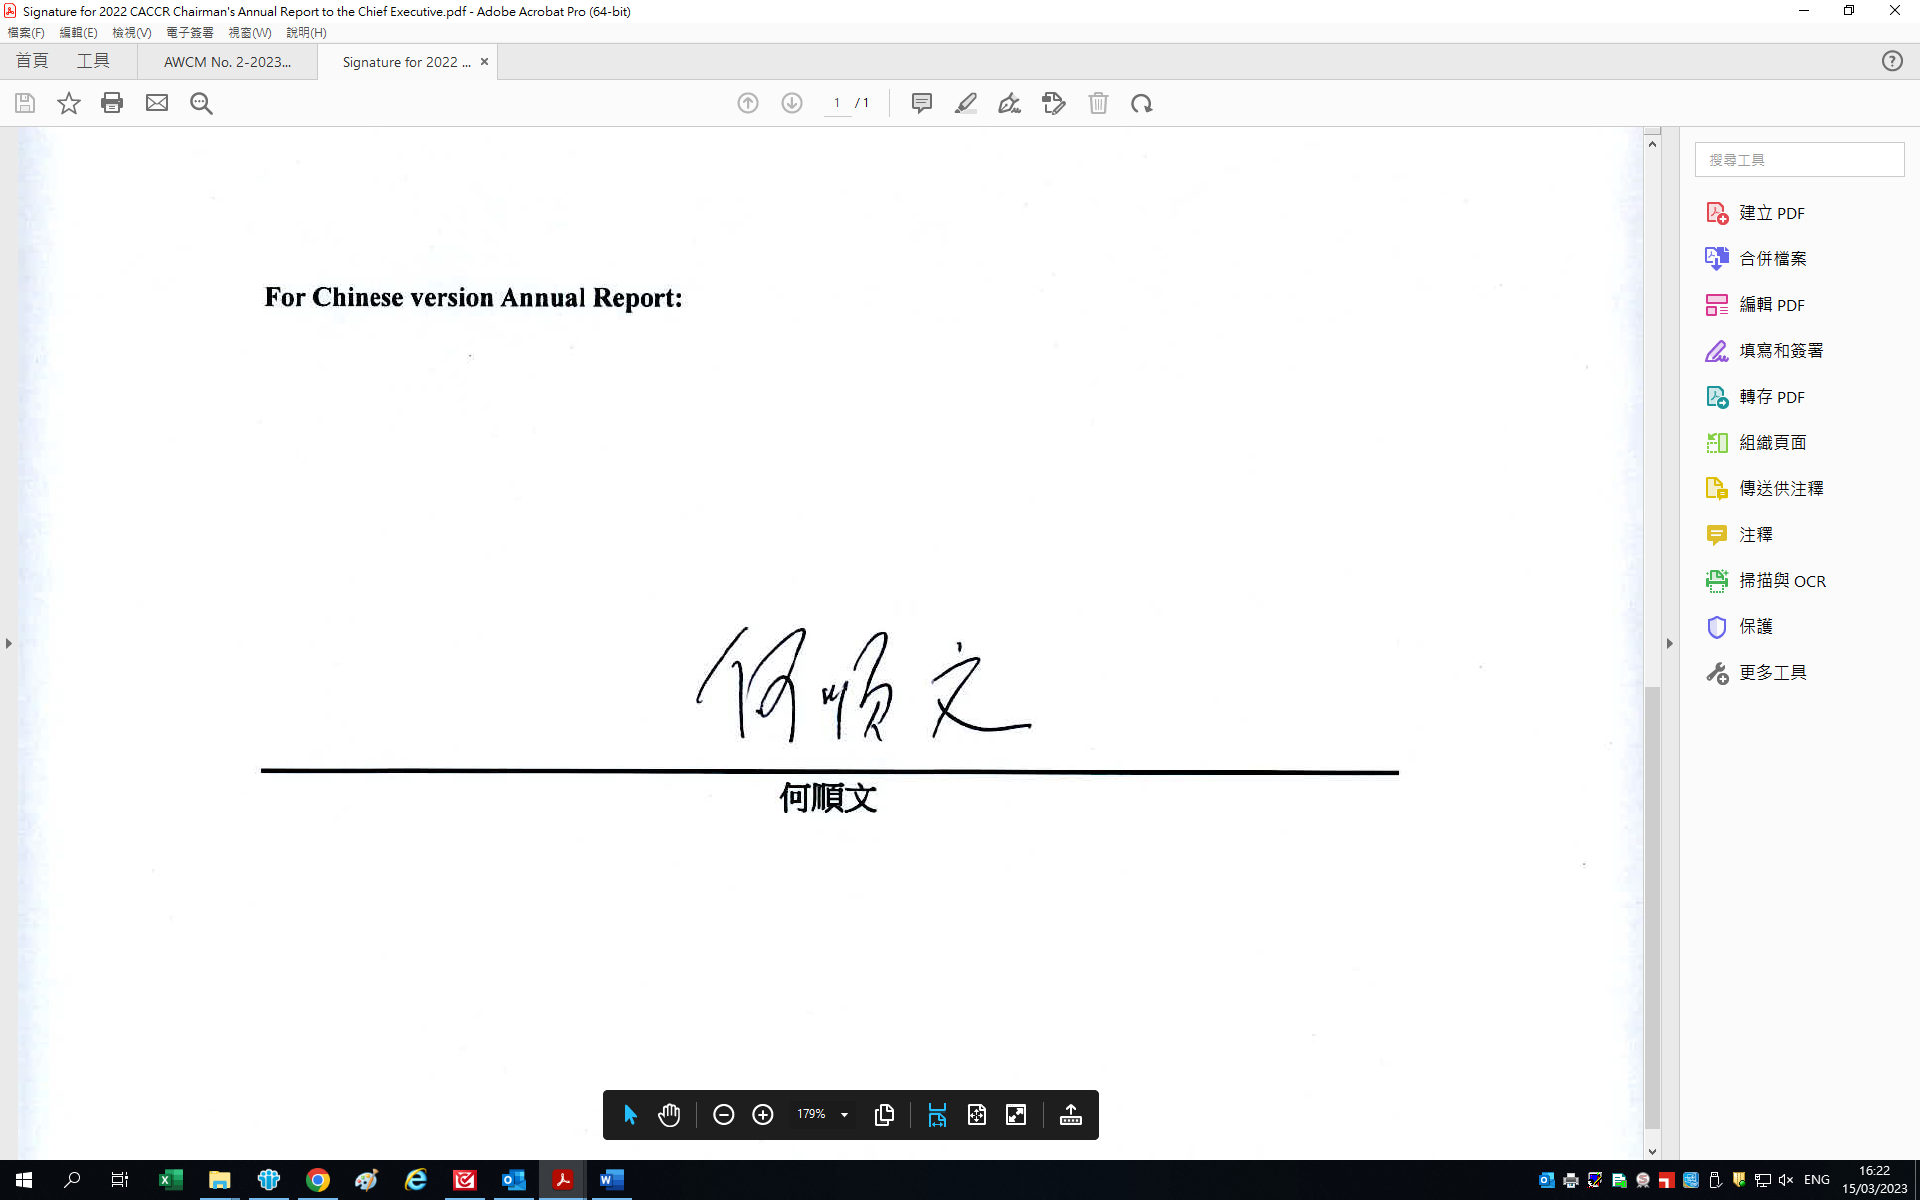 Signature for 2022 CACCR Chairman's Annual Report to the Chief Executive.pdf - Adobe Acrobat Pro (64-bit)
檔案(F) 編輯(E) 檢視(V) 電子簽署 視窗(W) 說明(H)
首頁 工具 AWCM No. 2-2023... Signature for 2022 ...
1 / 1
搜尋工具
建立 PDF
合併檔案
編輯 PDF
填寫和簽署
轉存 PDF
組織頁面
傳送供注釋
注釋
掃描與 OCR
保護
更多工具
For Chinese version Annual Report:
何順文
何順文
179%
ENG
16:22
15/03/2023